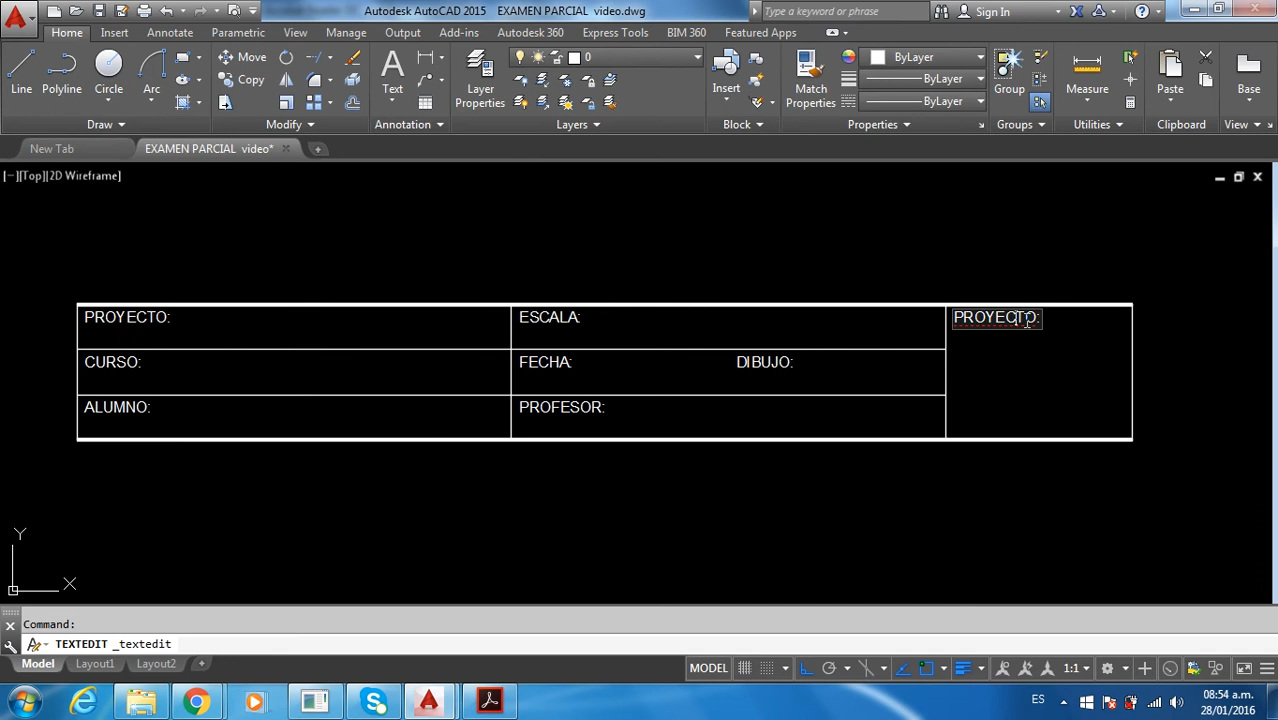 Autodesk AutoCAD 2015 EXAMEN PARCIAL video.dwg
Type a keyword or phrase
Sign In
Home Insert Annotate Parametric View Manage Output Add-ins Autodesk 360 Express Tools BIM 360 Featured Apps
Line Polyline Circle Arc
Move
Copy
Text
Layer Properties
0
Insert
Match Properties
ByLayer
ByLayer
ByLayer
Group
Measure
Paste
Base
Draw Modify Annotation Layers Block Properties Groups Utilities Clipboard View
New Tab EXAMEN PARCIAL video*
[−][Top][2D Wireframe]
PROYECTO: ESCALA: PROYECTO:
CURSO: FECHA: DIBUJO:
ALUMNO: PROFESOR:
Y
X
Command:
TEXTEDIT _textedit
Model Layout1 Layout2
MODEL 1:1
ES 08:54 a.m.
28/01/2016